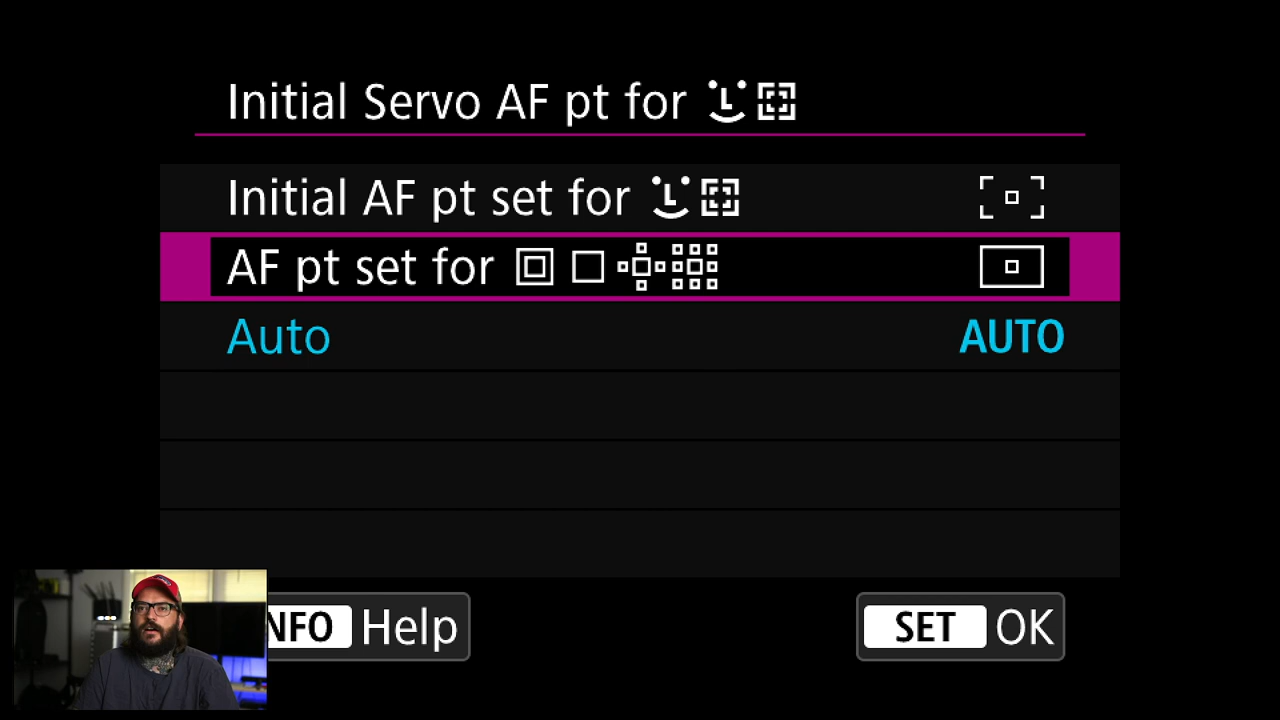 Initial Servo AF pt for
Initial AF pt set for
AF pt set for
Auto AUTO
NFO Help SET OK